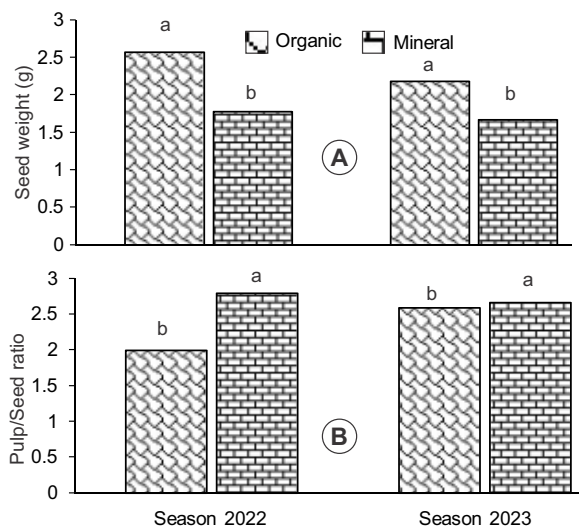 3
2.5
2
1.5
1
0.5
0
Seed weight (g)
Organic Mineral
a
b
a
b
A
3
2.5
2
1.5
1
0.5
0
Pulp/Seed ratio
b
a
b
a
B
Season 2022 Season 2023